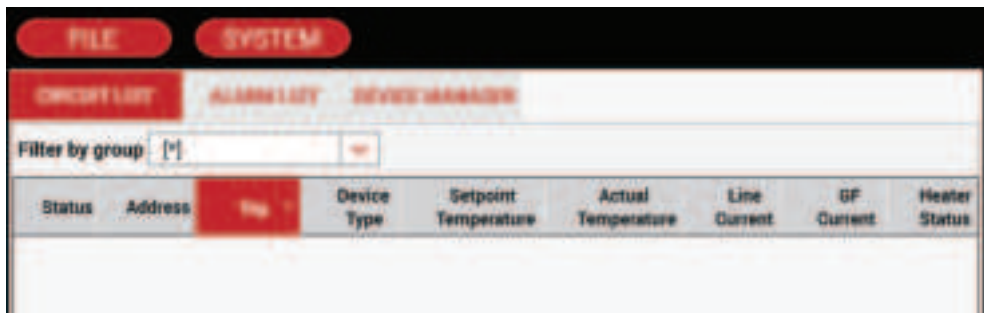 FILE SYSTEM
CIRCUIT LIST ALARM LIST DEVICE MANAGER
Filter by group [*]
Status Address Tag Device Type Setpoint Temperature Actual Temperature Line Current GF Current Heater Status